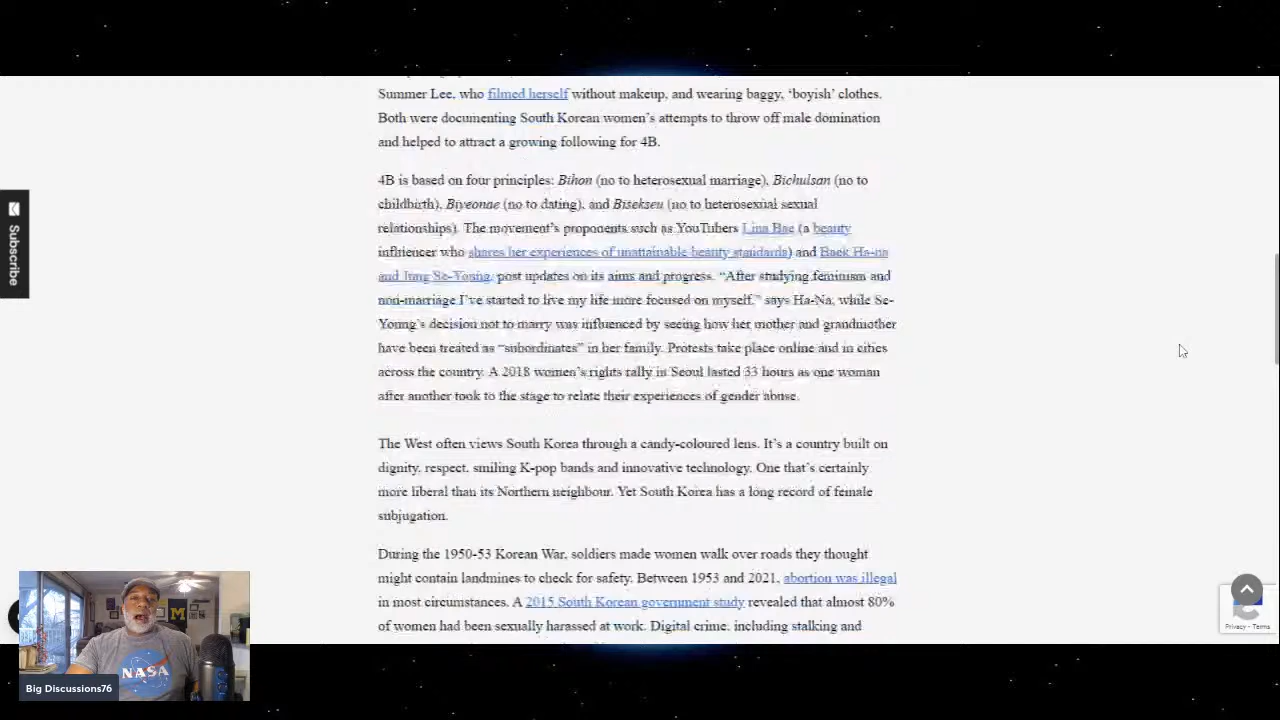 Summer Lee, who filmed herself without makeup, and wearing baggy, ‘boyish’ clothes.
Both were documenting South Korean women’s attempts to throw off male domination
and helped to attract a growing following for 4B.
4B is based on four principles: Bihon (no to heterosexual marriage), Bichulsan (no to
childbirth), Biyeonae (no to dating), and Bisekseu (no to heterosexual sexual
relationships). The movement’s proponents such as YouTubers Lina Bae (a beauty
influencer who shares her experiences of unattainable beauty standards) and Baek Ha-na
and Jung Se-Young, post updates on its aims and progress. “After studying feminism and
non-marriage I’ve started to live my life more focused on myself,” says Ha-Na, while Se-
Young’s decision not to marry was influenced by seeing how her mother and grandmother
have been treated as “subordinates” in her family. Protests take place online and in cities
across the country. A 2018 women’s rights rally in Seoul lasted 33 hours as one woman
after another took to the stage to relate their experiences of gender abuse.
The West often views South Korea through a candy-coloured lens. It’s a country built on
dignity, respect, smiling K-pop bands and innovative technology. One that’s certainly
more liberal than its Northern neighbour. Yet South Korea has a long record of female
subjugation.
During the 1950-53 Korean War, soldiers made women walk over roads they thought
might contain landmines to check for safety. Between 1953 and 2021, abortion was illegal
in most circumstances. A 2015 South Korean government study revealed that almost 80%
of women had been sexually harassed at work. Digital crime, including stalking and
Subscribe
Privacy - Terms
M
NASA
Big Discussions76